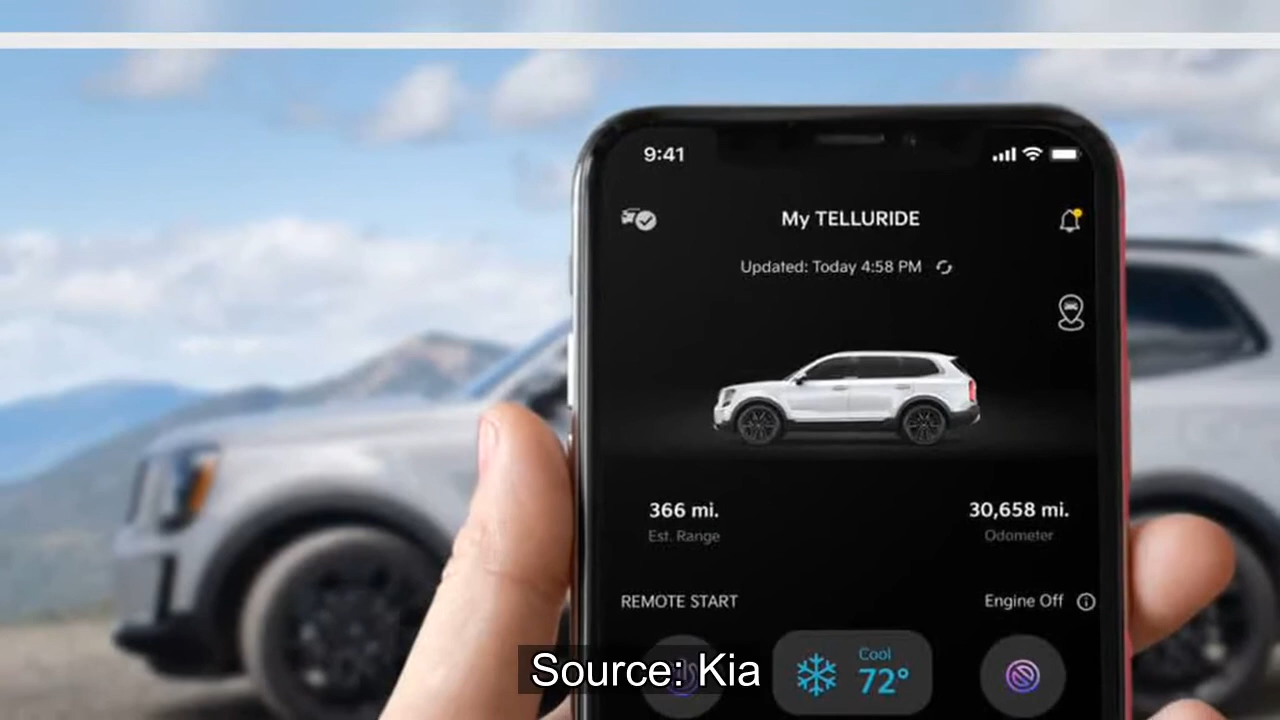 9:41
My TELLURIDE
Updated: Today 4:58 PM
366 mi.
30,658 mi.
Est. Range
Odometer
REMOTE START
Engine Off
Cool
72°
Source: Kia